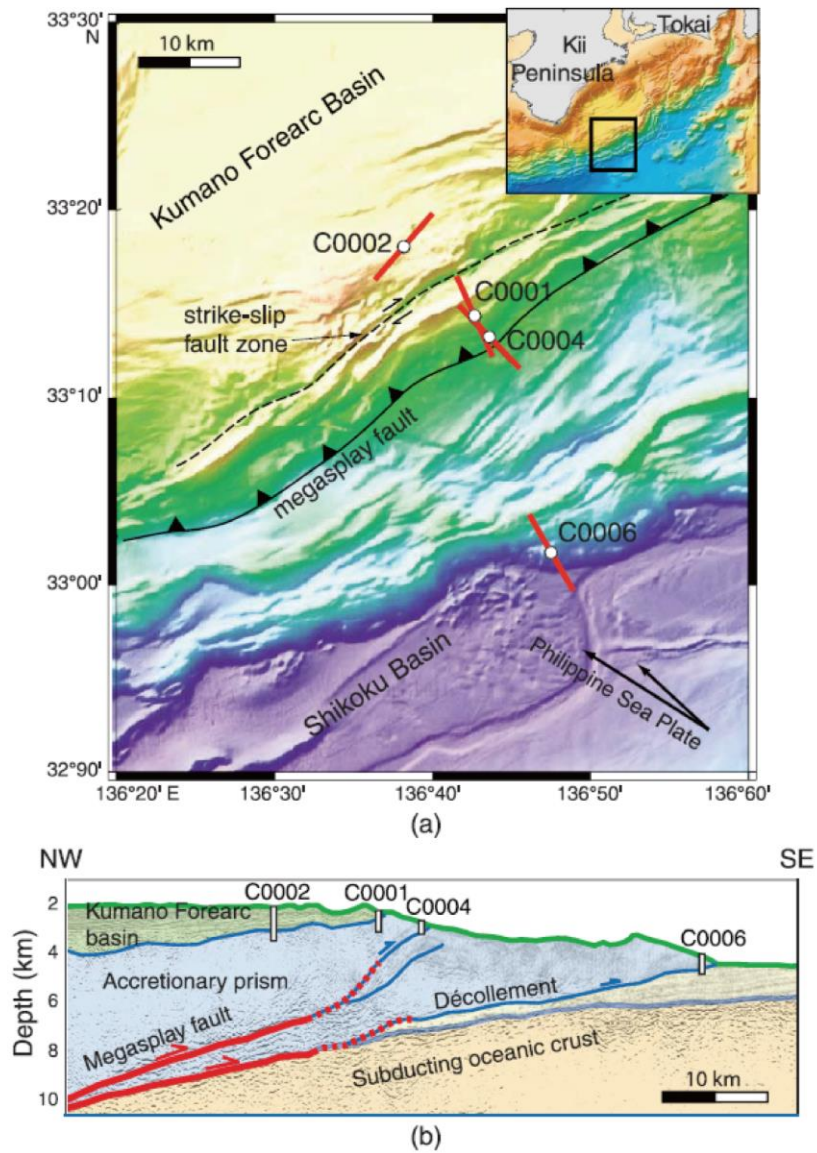 33°30'
N
10 km
Kii
Peninsula
Tokai
Kumano Forearc Basin
33°20'
C0002
C0001
strike-slip
fault zone
C0004
33°10'
megasplay fault
C0006
33°00'
Shikoku Basin
Philippine Sea Plate
32°90'
136°20' E
136°30'
136°40'
136°50'
136°60'
(a)
NW
SE
C0002
C0001
C0004
C0006
2
4
6
8
10
Depth (km)
Kumano Forearc
basin
Accretionary prism
Décollement
Megasplay fault
Subducting oceanic crust
10 km
(b)